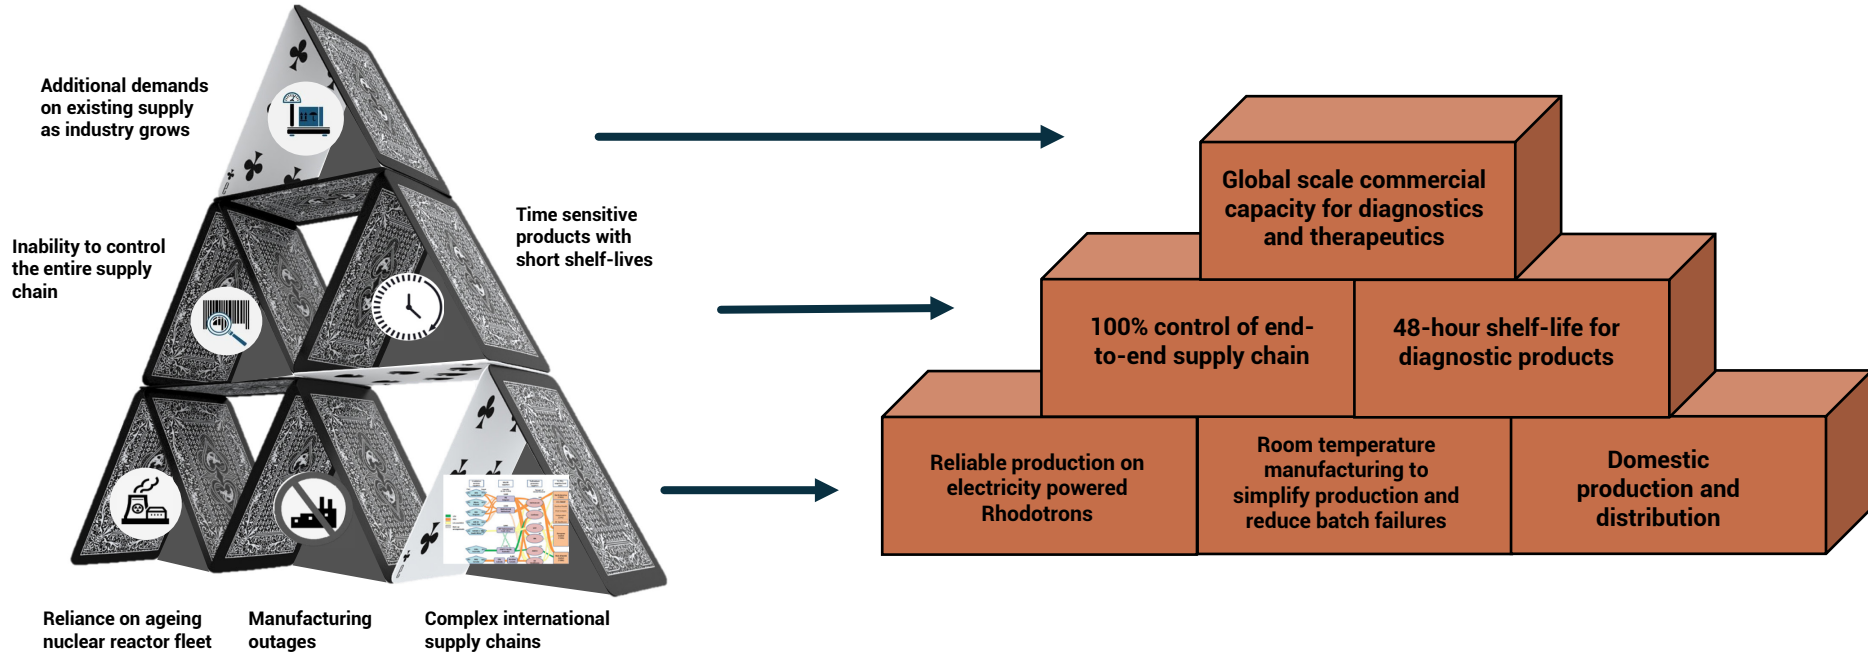 Additional demands
on existing supply
as industry grows
Inability to control
the entire supply
chain
Time sensitive
products with
short shelf-lives
Reliance on ageing
nuclear reactor fleet
Manufacturing
outages
Complex international
supply chains
Global scale commercial
capacity for diagnostics
and therapeutics
100% control of end-
to-end supply chain
48-hour shelf-life for
diagnostic products
Reliable production on
electricity powered
Rhodotrons
Room temperature
manufacturing to
simplify production and
reduce batch failures
Domestic
production and
distribution